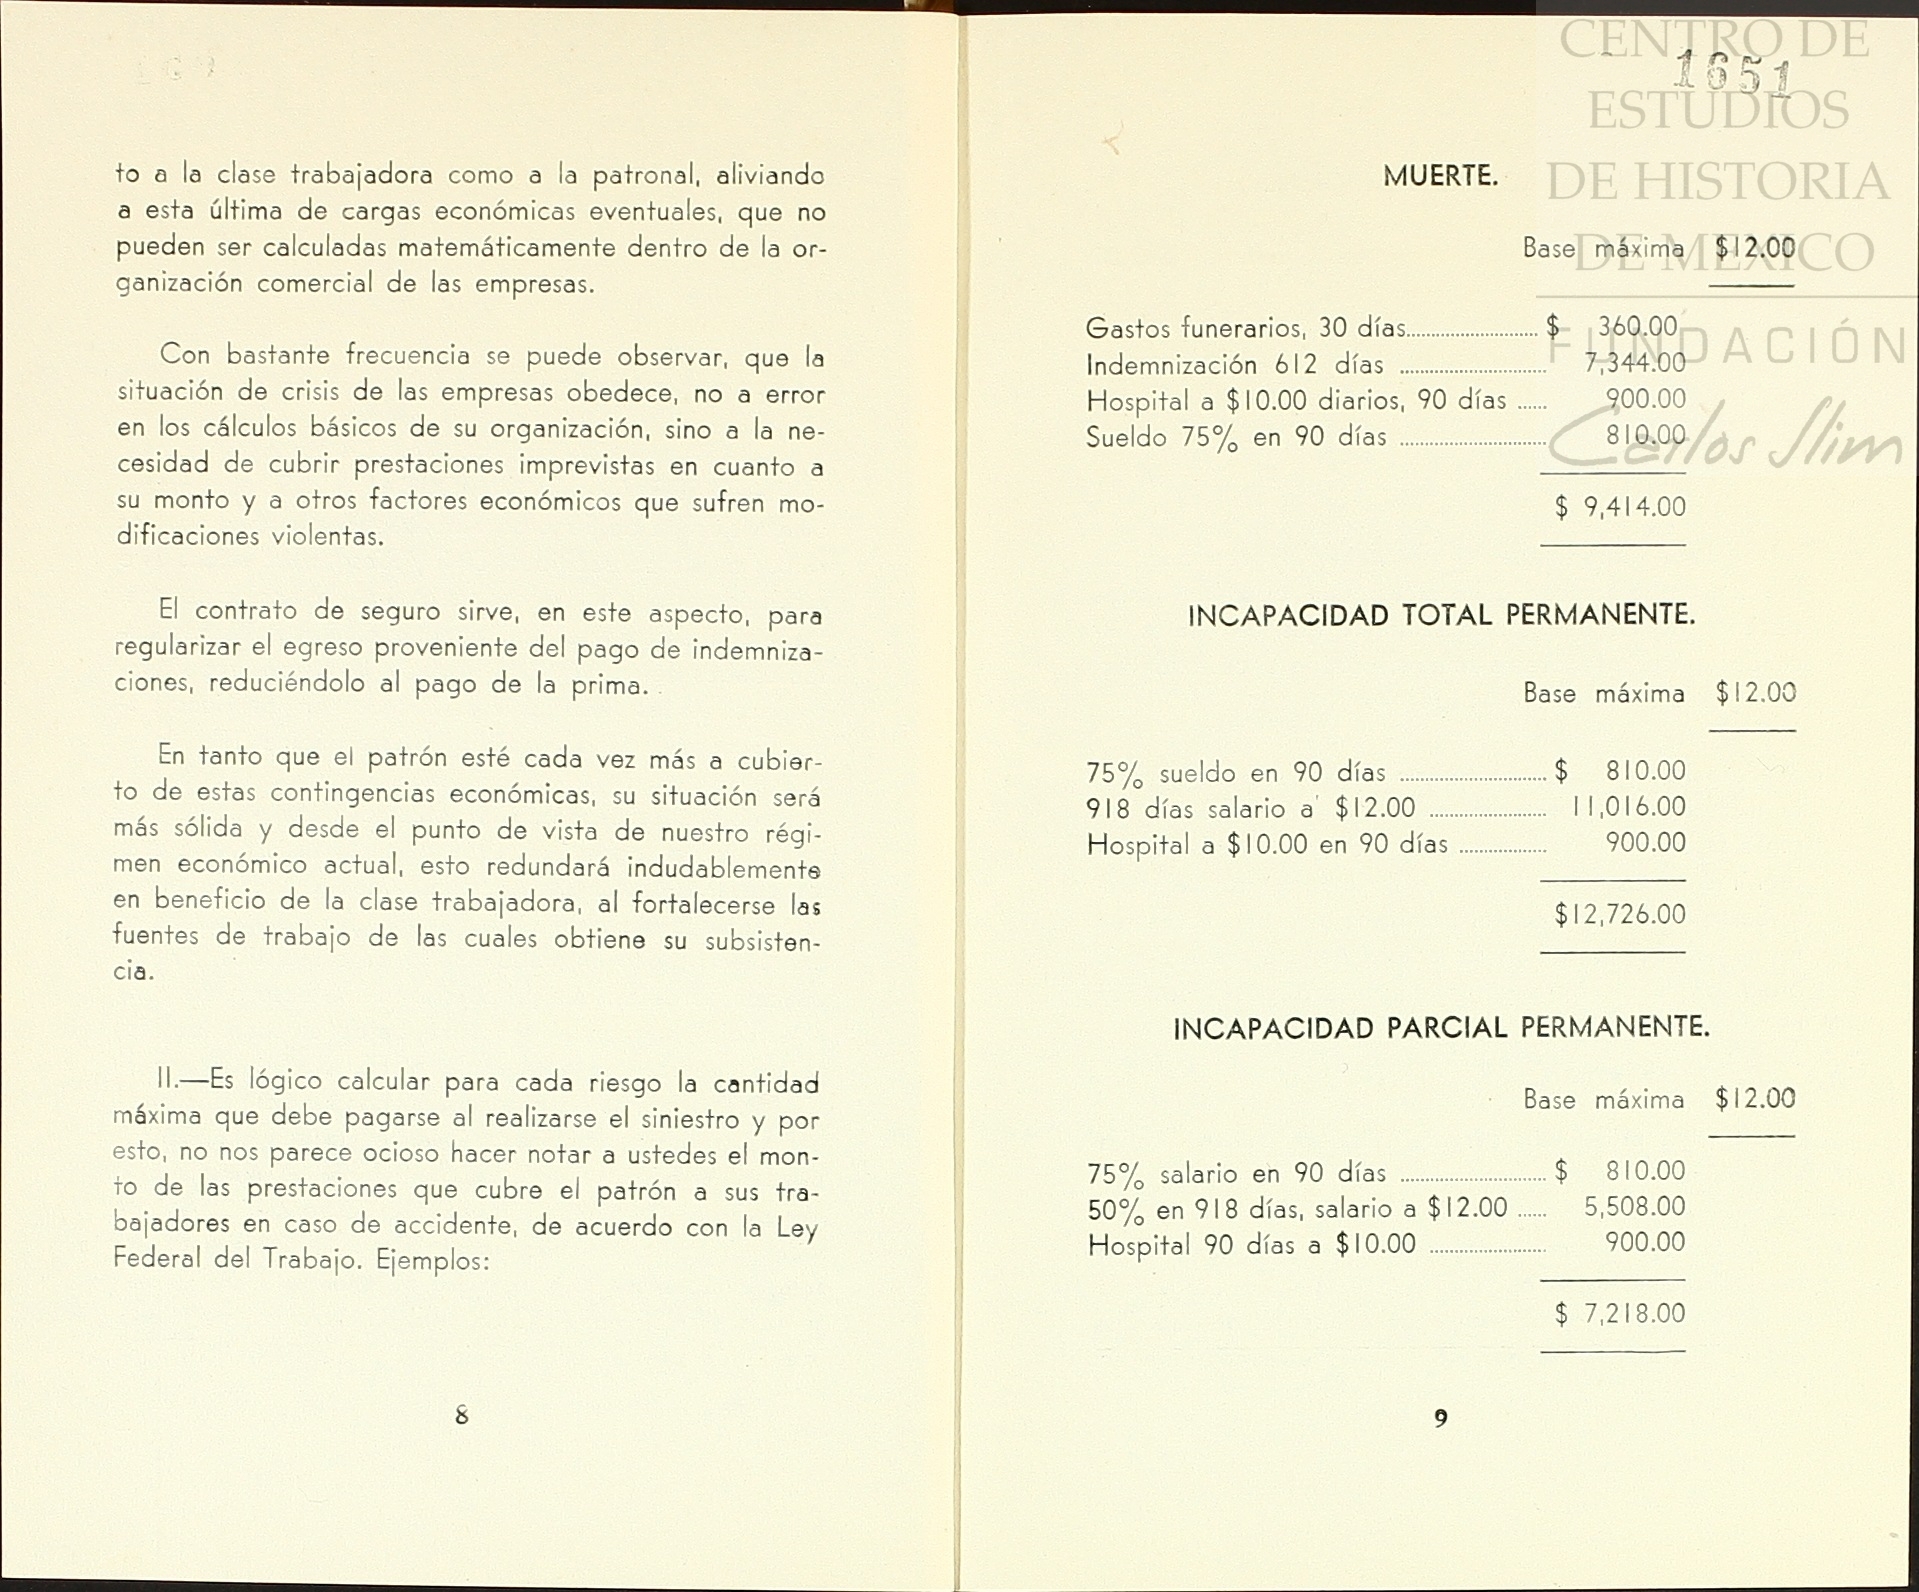 to a la clase trabajadora como a la patronal, aliviando
a esta última de cargas económicas eventuales, que no
pueden ser calculadas matemáticamente dentro de la or-
ganización comercial de las empresas.
Con bastante frecuencia se puede observar, que la
situación de crisis de las empresas obedece, no a error
en los cálculos básicos de su organización, sino a la ne-
cesidad de cubrir prestaciones imprevistas en cuanto a
su monto y a otros factores económicos que sufren mo-
dificaciones violentas.
El contrato de seguro sirve, en este aspecto, para
regularizar el egreso proveniente del pago de indemniza-
ciones, reduciéndolo al pago de la prima.
En tanto que el patrón esté cada vez más a cubier-
to de estas contingencias económicas, su situación será
más sólida y desde el punto de vista de nuestro régi-
men económico actual, esto redundará indudablemente
en beneficio de la clase trabajadora, al fortalecerse las
fuentes de trabajo de las cuales obtiene su subsisten-
cia.
II.—Es lógico calcular para cada riesgo la cantidad
máxima que debe pagarse al realizarse el siniestro y por
esto, no nos parece ocioso hacer notar a ustedes el mon-
to de las prestaciones que cubre el patrón a sus tra-
bajadores en caso de accidente, de acuerdo con la Ley
Federal del Trabajo. Ejemplos:
8
CENTRO DE
1651
ESTUDIOS
DE HISTORIA
DE MEXICO
FUNDACIÓN
Carlos Slim
MUERTE.
Base máxima $12.00
Gastos funerarios, 30 días.......................... $ 360.00
Indemnización 612 días ............................ 7,344.00
Hospital a $10.00 diarios, 90 días ...... 900.00
Sueldo 75% en 90 días ............................ 810.00
$ 9,414.00
INCAPACIDAD TOTAL PERMANENTE.
Base máxima $12.00
75% sueldo en 90 días ............................ $ 810.00
918 días salario a $12.00 ...................... 11,016.00
Hospital a $10.00 en 90 días ................. 900.00
$12,726.00
INCAPACIDAD PARCIAL PERMANENTE.
Base máxima $12.00
75% salario en 90 días ............................ $ 810.00
50% en 918 días, salario a $12.00 ...... 5,508.00
Hospital 90 días a $10.00 ...................... 900.00
$ 7,218.00
9